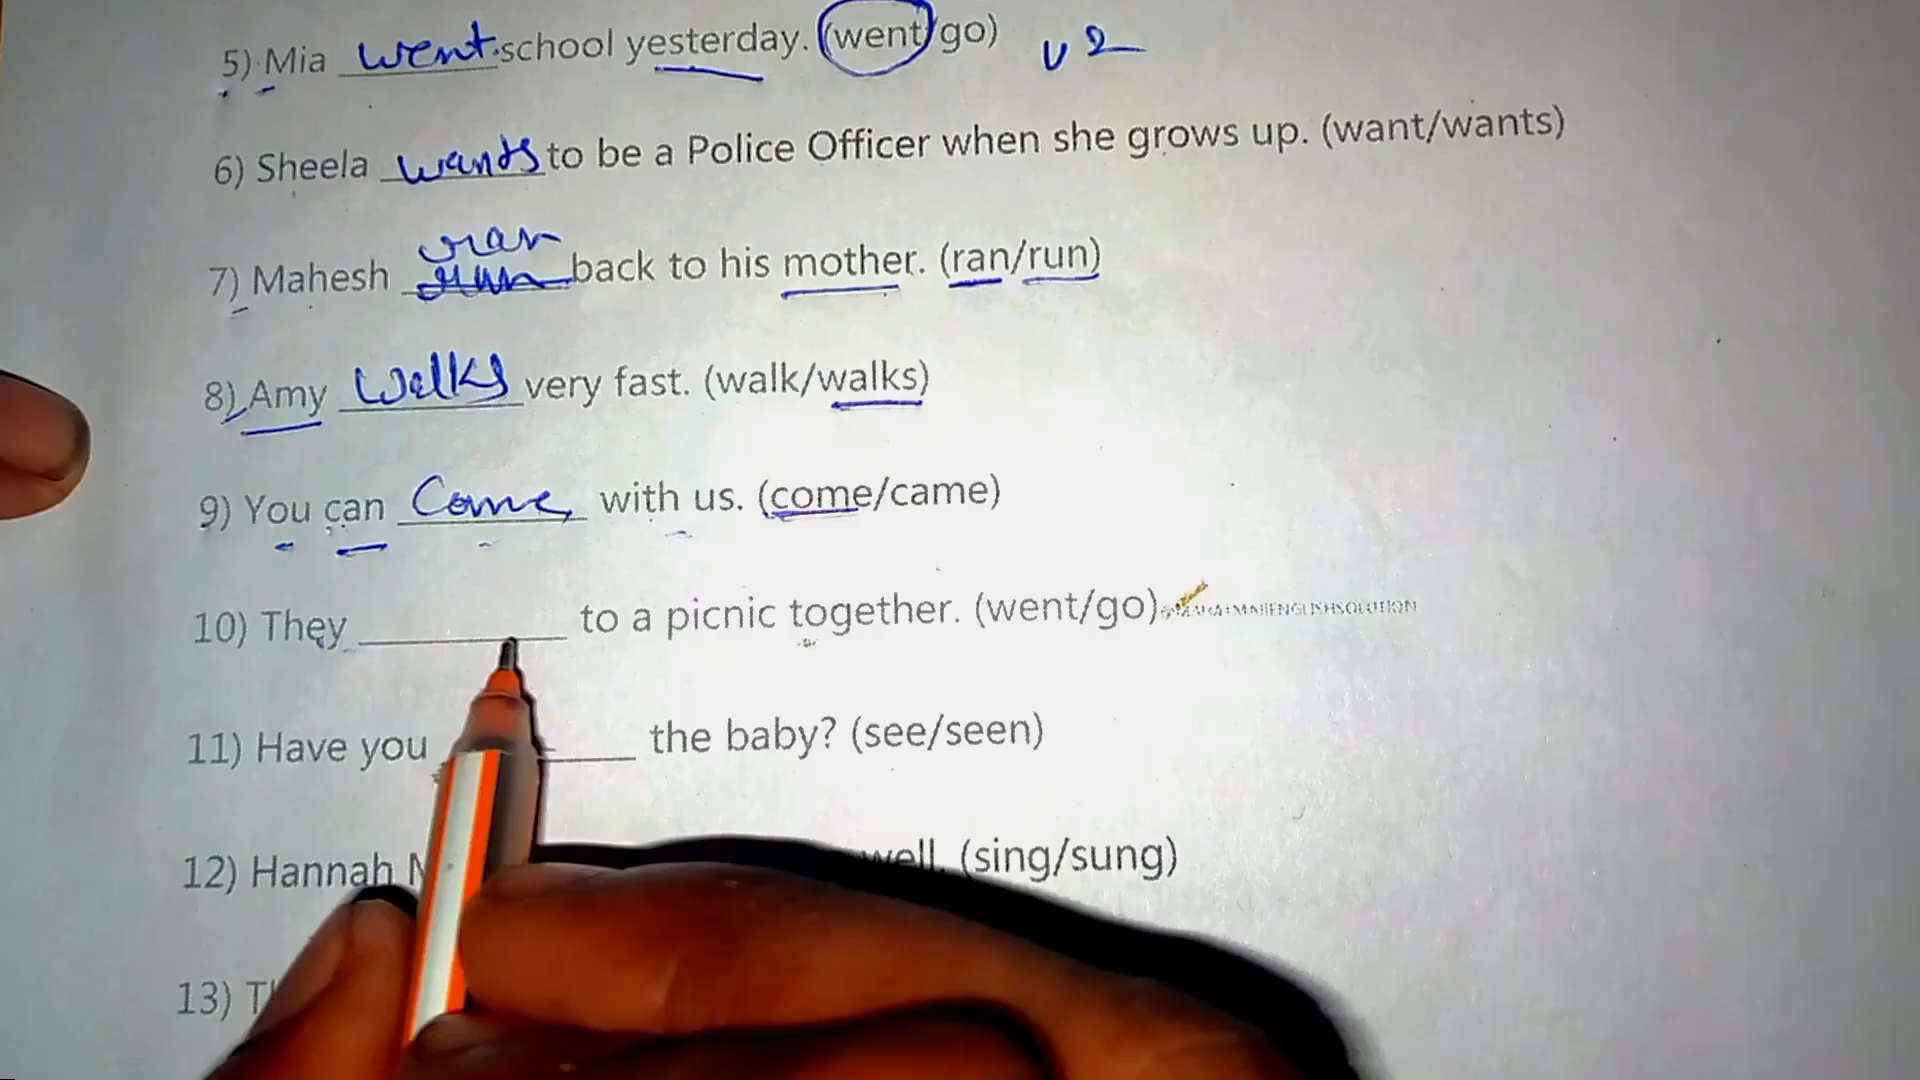 5) Mia went school yesterday. (went/go) v2
6) Sheela wants to be a Police Officer when she grows up. (want/wants)
ran
7) Mahesh run back to his mother. (ran/run)
8) Amy walks very fast. (walk/walks)
9) You can Come with us. (come/came)
10) They __________ to a picnic together. (went/go)
11) Have you ______ the baby? (see/seen)
12) Hannah well. (sing/sung)
13)